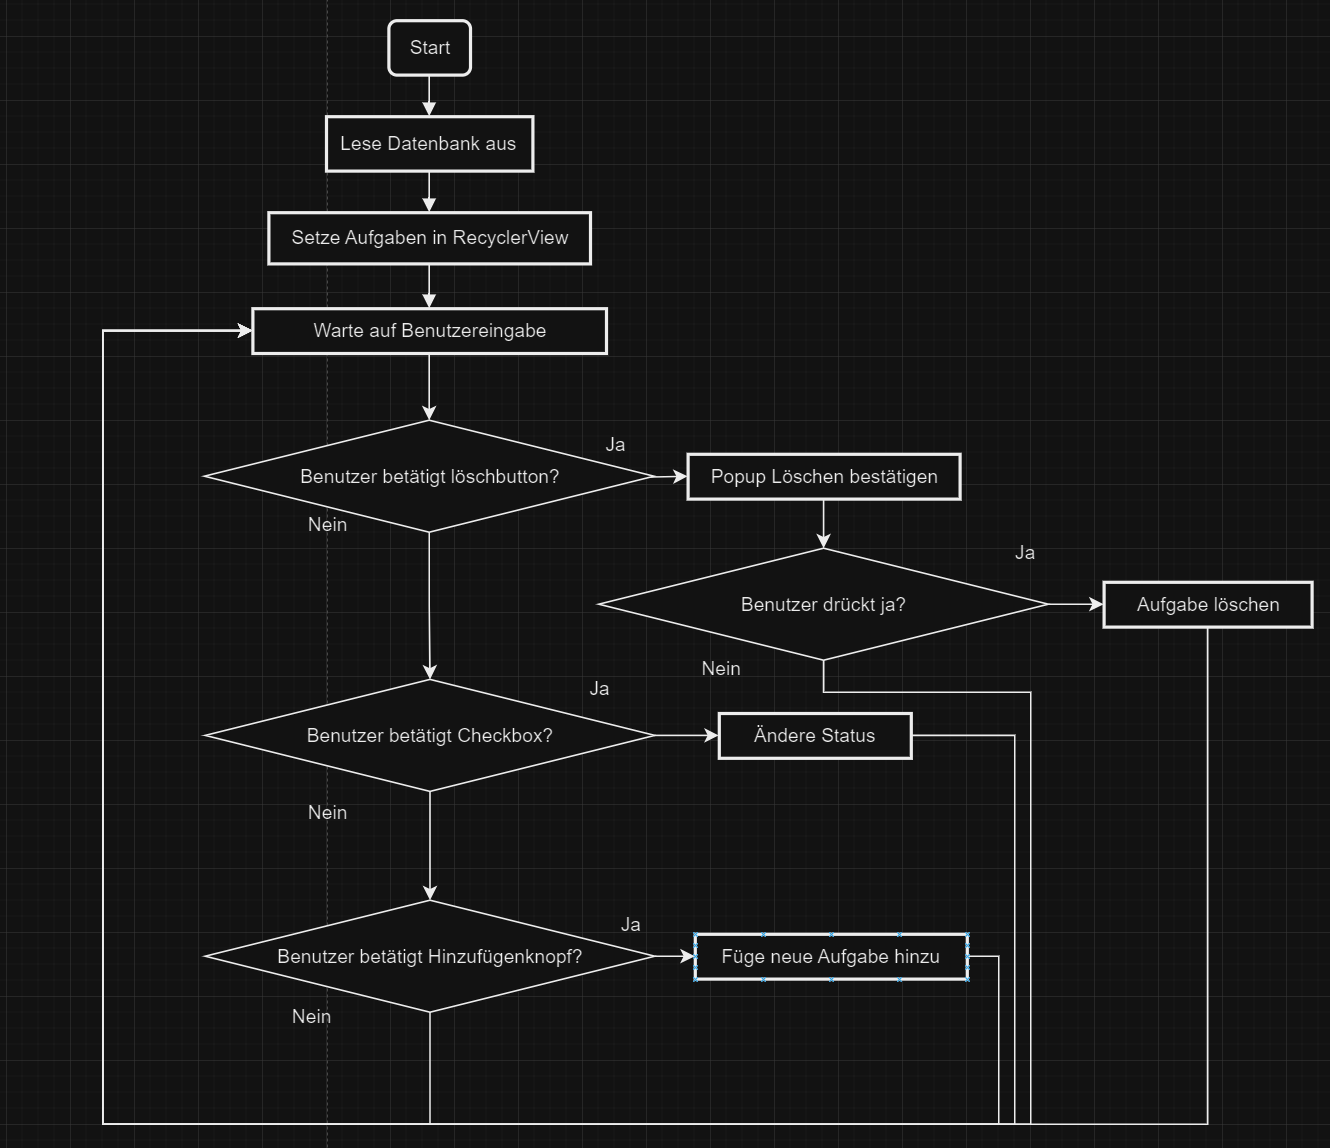 Start
Lese Datenbank aus
Setze Aufgaben in RecyclerView
Warte auf Benutzereingabe
Ja
Benutzer betätigt löschbutton?
Popup Löschen bestätigen
Nein
Ja
Benutzer drückt ja?
Aufgabe löschen
Nein
Ja
Benutzer betätigt Checkbox?
Ändere Status
Nein
Ja
Benutzer betätigt Hinzufügenknopf?
Füge neue Aufgabe hinzu
Nein